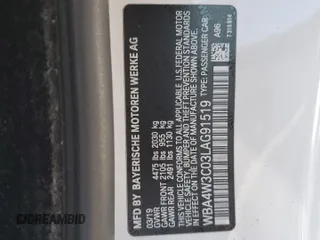 MFD BY BAYERISCHE MOTOREN WERKE AG
03/19
GVWR 4475 lbs 2030 kg
GAWR FRONT 2105 lbs 955 kg
GAWR REAR 2491 lbs 1130 kg
THIS VEHICLE CONFORMS TO ALL APPLICABLE U.S. FEDERAL MOTOR
VEHICLE SAFETY, BUMPER AND THEFT PREVENTION
STANDARDS IN EFFECT ON THE DATE OF MANUFACTURE SHOWN ABOVE.
WBA4W3C03LAG91519 TYPE: PASSENGER CAR
A96
iDreambid